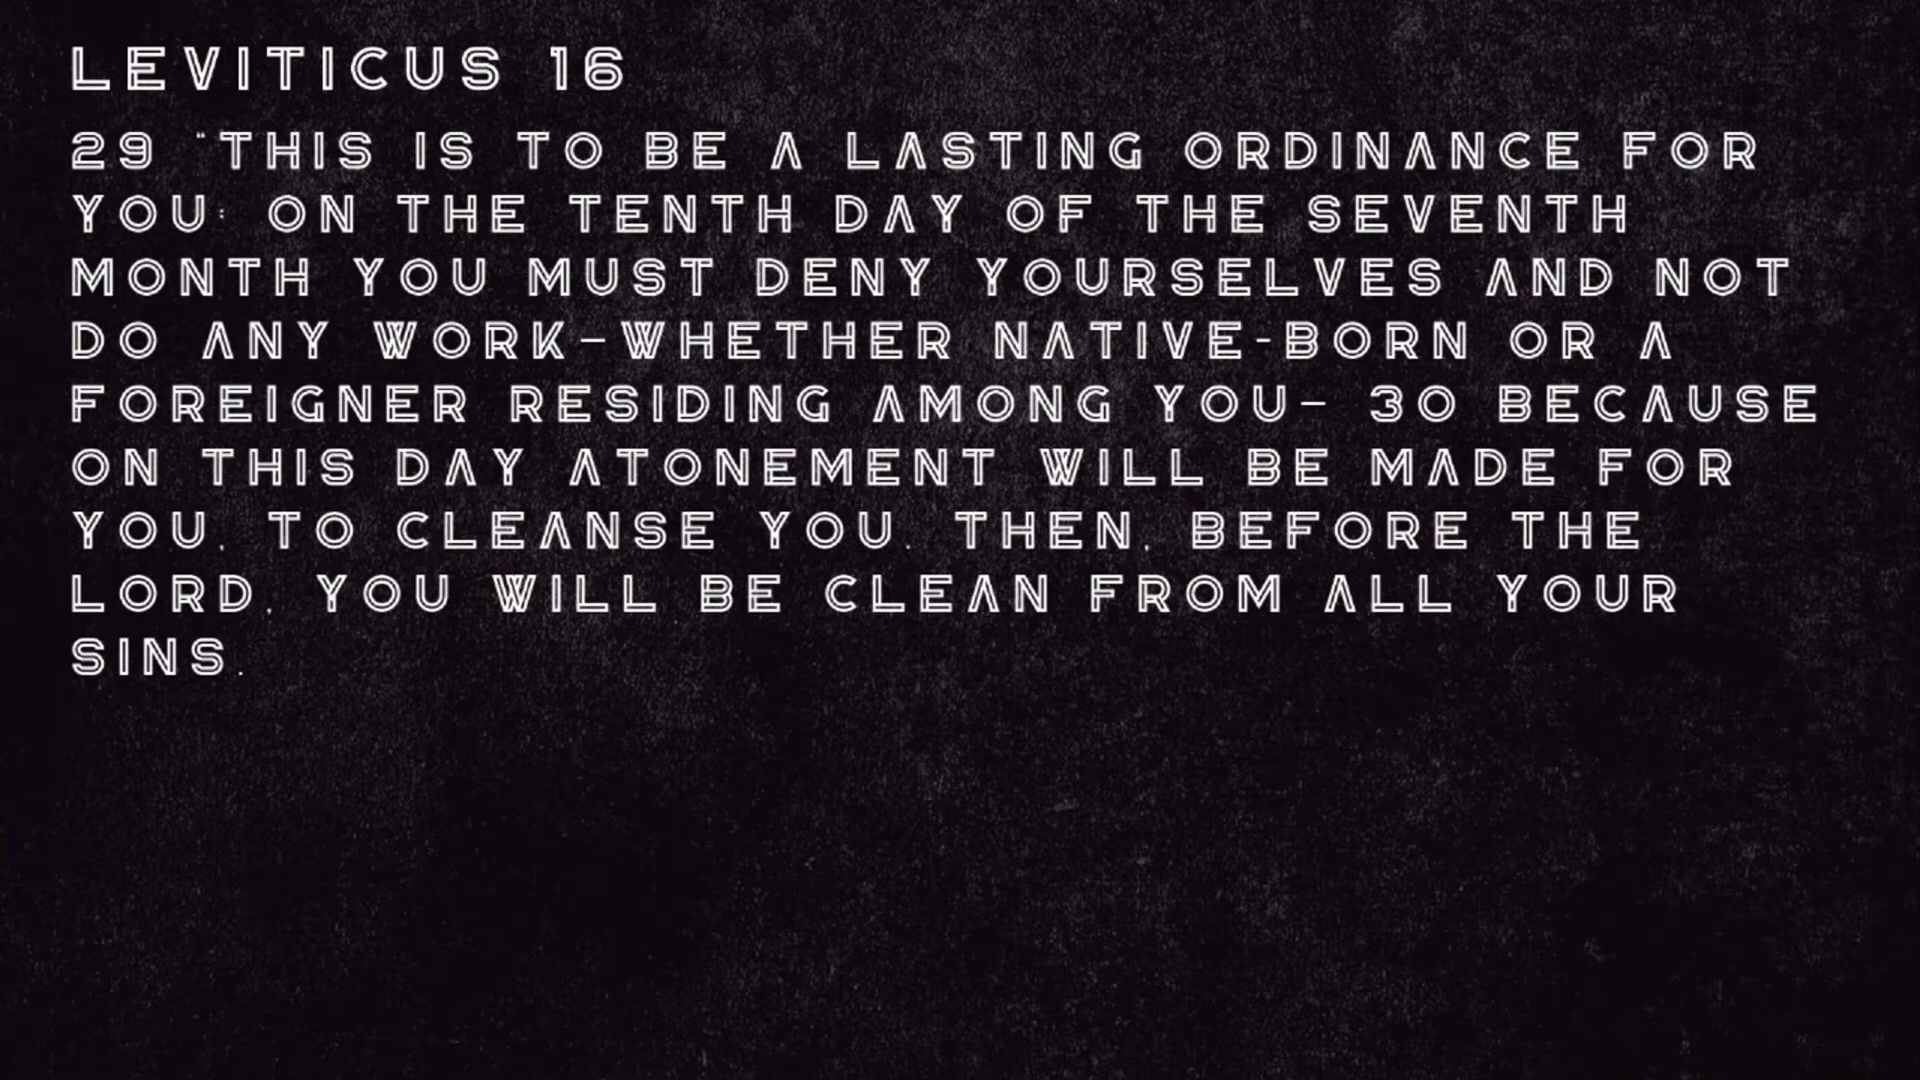 LEVITICUS 16
29 "THIS IS TO BE A LASTING ORDINANCE FOR
YOU: ON THE TENTH DAY OF THE SEVENTH
MONTH YOU MUST DENY YOURSELVES AND NOT
DO ANY WORK—WHETHER NATIVE-BORN OR A
FOREIGNER RESIDING AMONG YOU— 30 BECAUSE
ON THIS DAY ATONEMENT WILL BE MADE FOR
YOU, TO CLEANSE YOU. THEN, BEFORE THE
LORD, YOU WILL BE CLEAN FROM ALL YOUR
SINS.